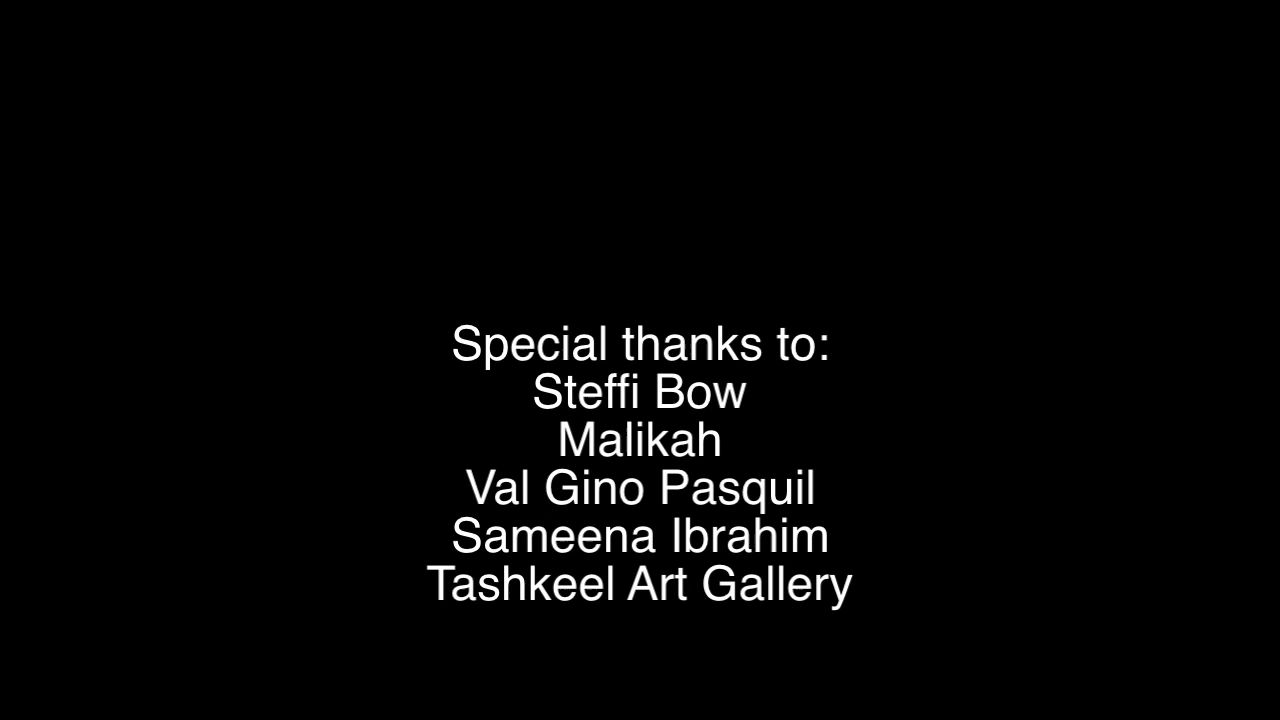 Special thanks to:
Steffi Bow
Malikah
Val Gino Pasquil
Sameena Ibrahim
Tashkeel Art Gallery